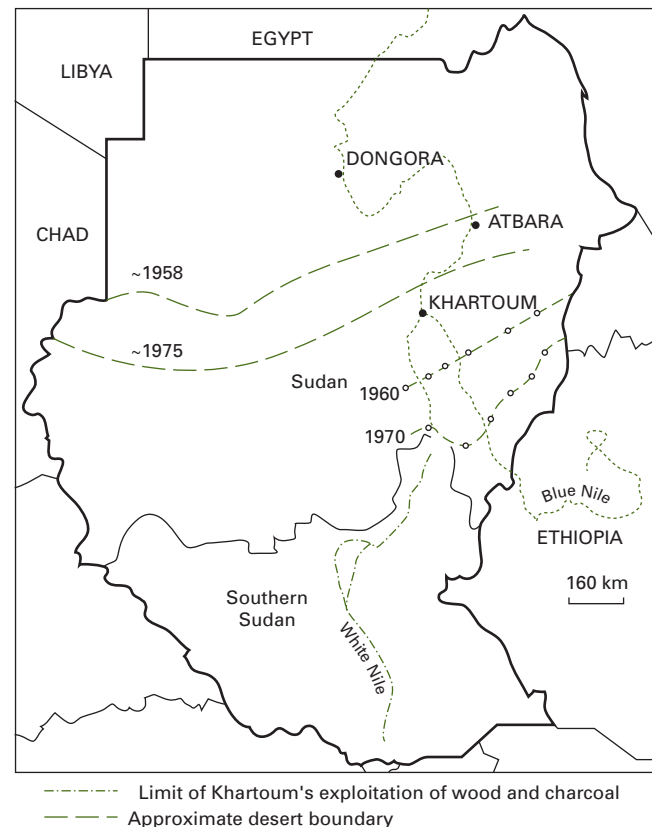 EGYPT
LIBYA
DONGORA
ATBARA
CHAD
~1958
KHARTOUM
~1975
Sudan
1960
1970
Blue Nile
ETHIOPIA
160 km
Southern
Sudan
White Nile
Limit of Khartoum's exploitation of wood and charcoal
Approximate desert boundary